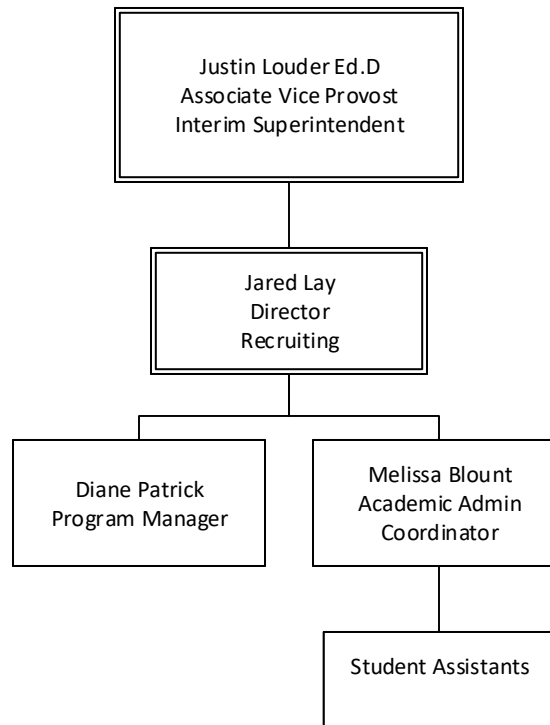 Justin Louder Ed.D
Associate Vice Provost
Interim Superintendent
Jared Lay
Director
Recruiting
Diane Patrick
Program Manager
Melissa Blount
Academic Admin
Coordinator
Student Assistants